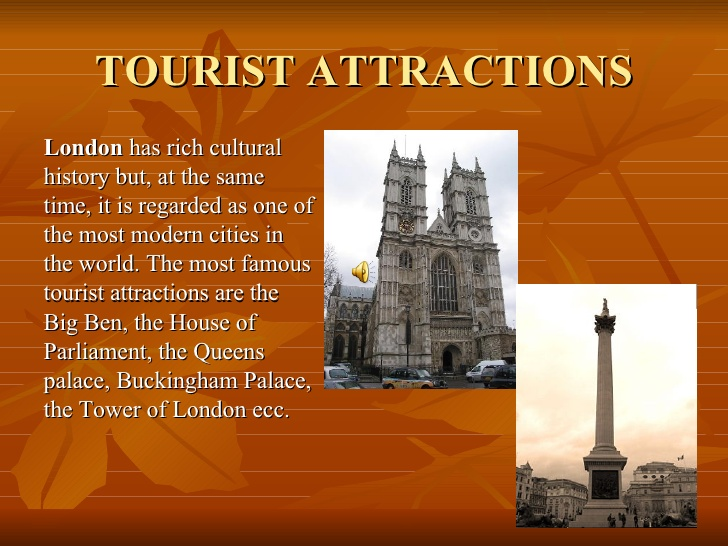 TOURIST ATTRACTIONS
London has rich cultural
history but, at the same
time, it is regarded as one of
the most modern cities in
the world. The most famous
tourist attractions are the
Big Ben, the House of
Parliament, the Queens
palace, Buckingham Palace,
the Tower of London ecc.